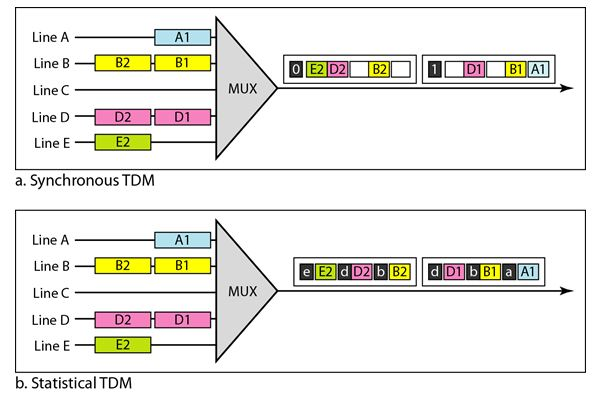 Line A A1
Line B B2 B1
Line C
Line D D2 D1
Line E E2
MUX
0 E2 D2 B2
1 D1 B1 A1
a. Synchronous TDM
Line A A1
Line B B2 B1
Line C
Line D D2 D1
Line E E2
MUX
e E2 d D2 b B2
d D1 b B1 a A1
b. Statistical TDM